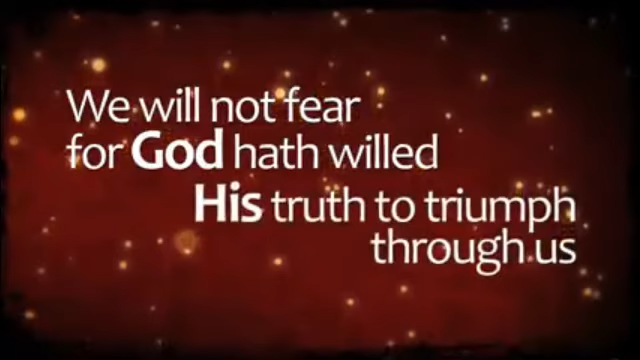 We will not fear
for God hath willed
His truth to triumph
through us